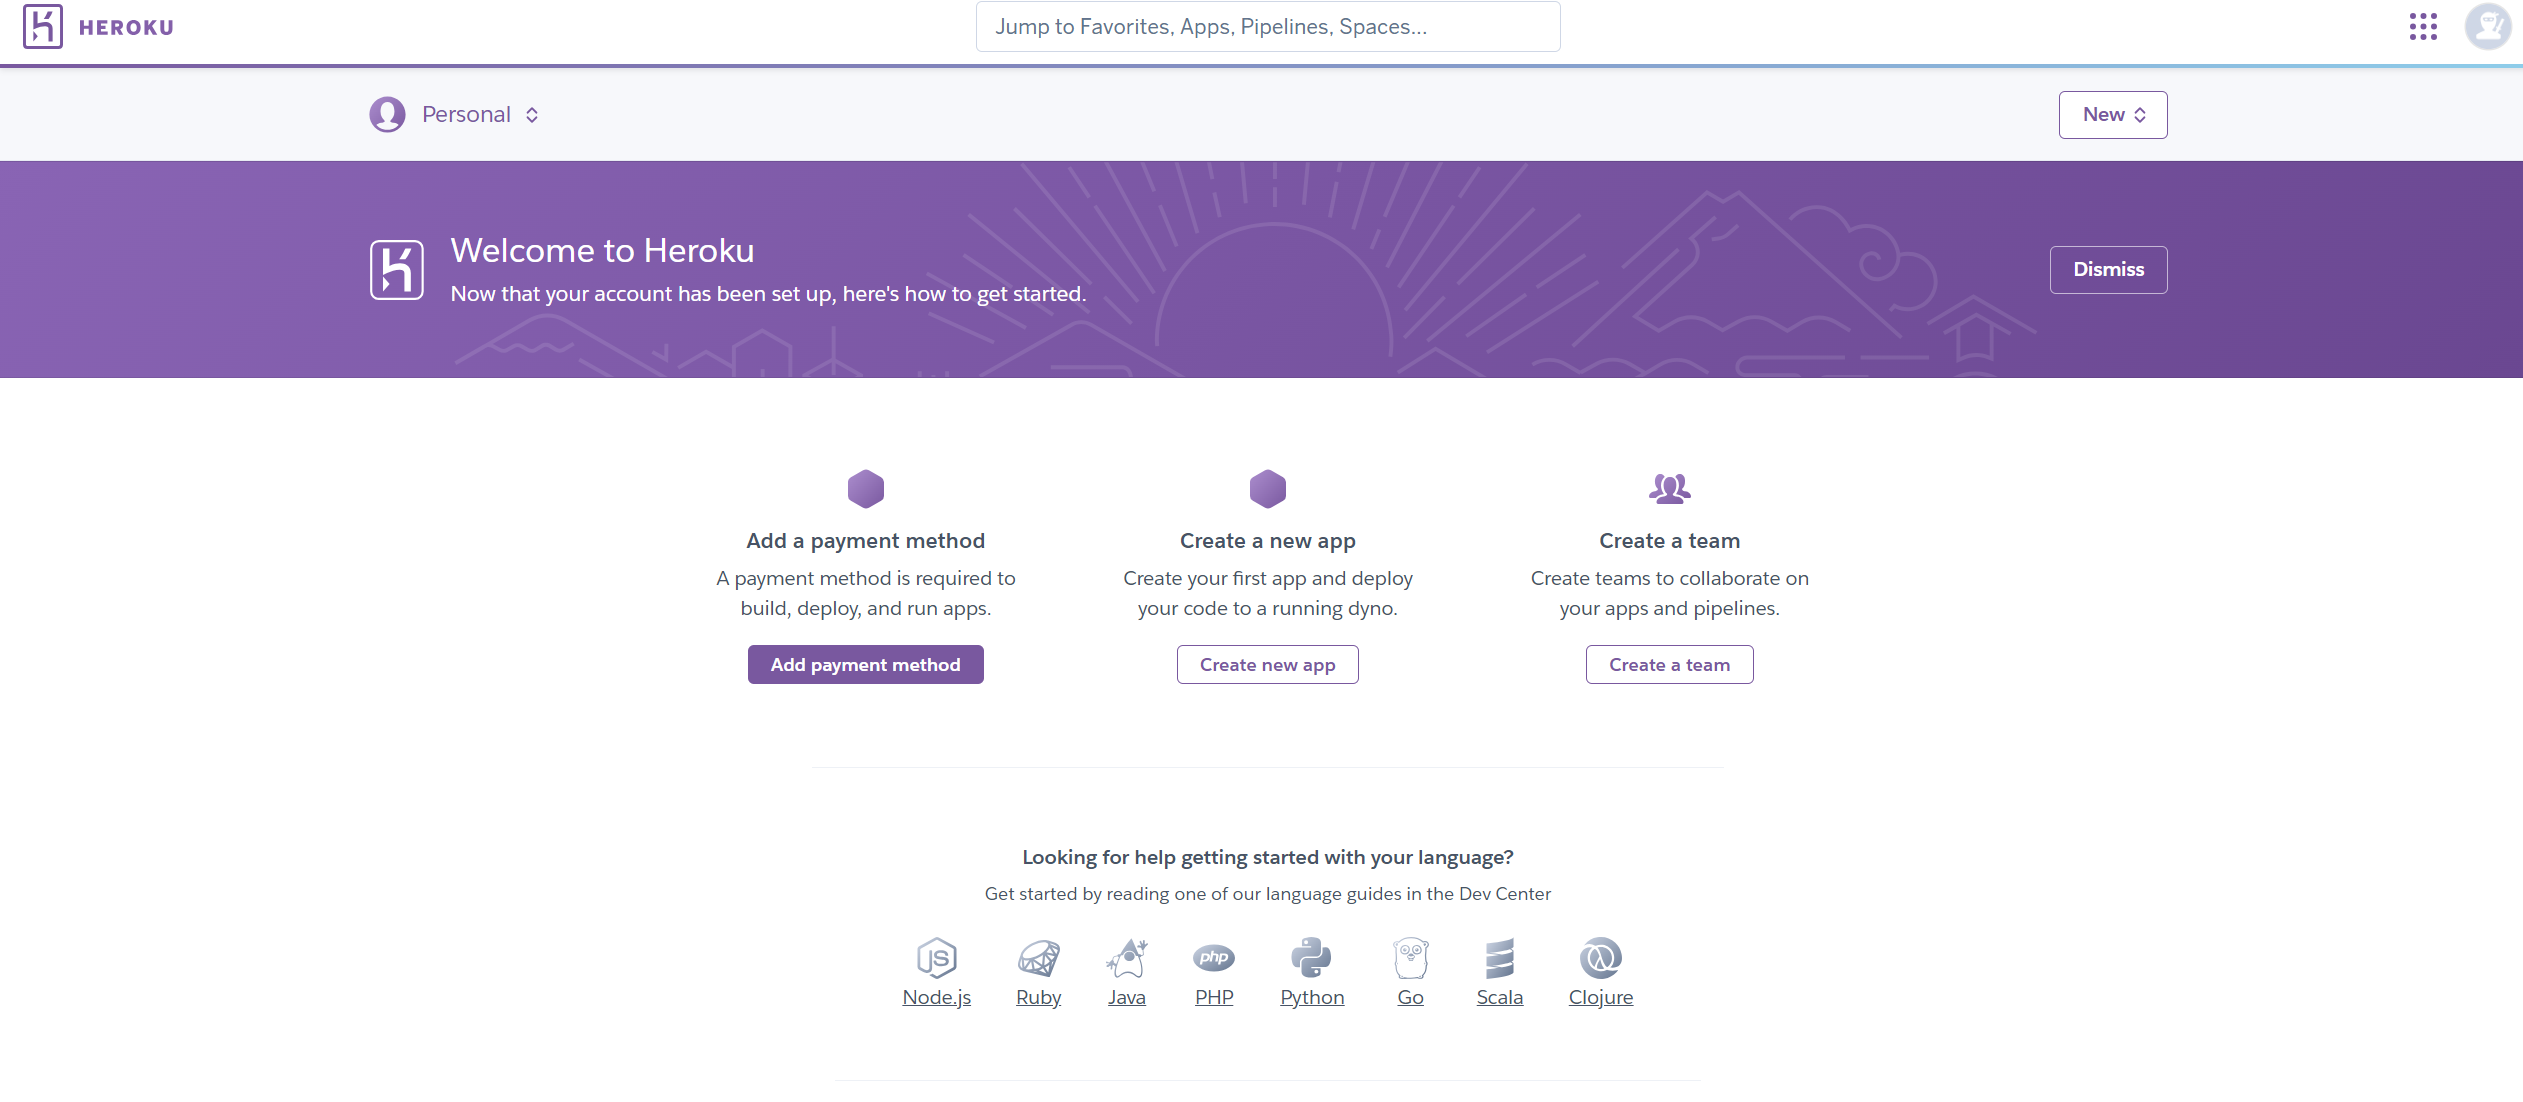 HEROKU
Jump to Favorites, Apps, Pipelines, Spaces...
Personal
New
Welcome to Heroku
Now that your account has been set up, here's how to get started.
Dismiss
Add a payment method
A payment method is required to
build, deploy, and run apps.
Add payment method
Create a new app
Create your first app and deploy
your code to a running dyno.
Create new app
Create a team
Create teams to collaborate on
your apps and pipelines.
Create a team
Looking for help getting started with your language?
Get started by reading one of our language guides in the Dev Center
JS
php
Node.js
Ruby
Java
PHP
Python
Go
Scala
Clojure